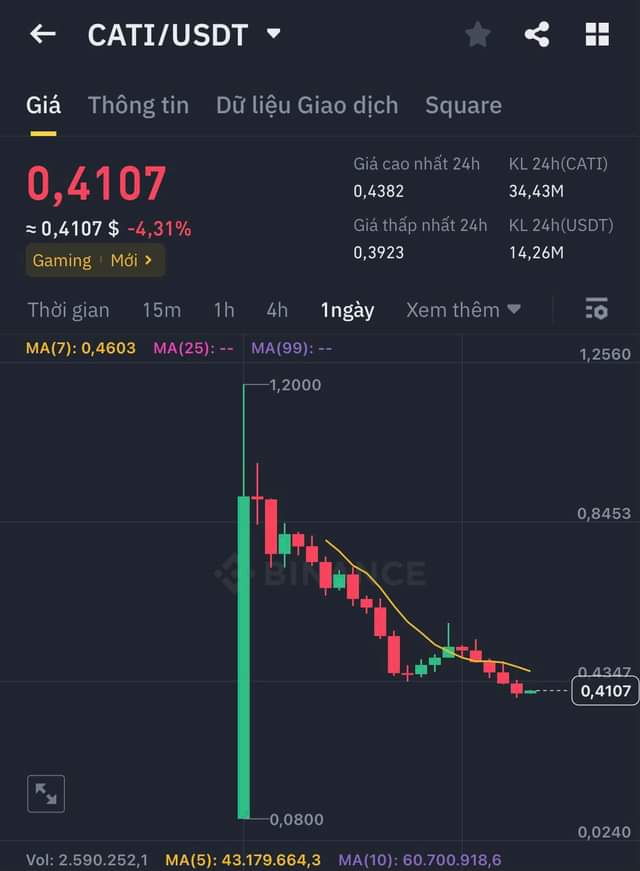 CATI/USDT
Giá Thông tin Dữ liệu Giao dịch Square
0,4107
≈ 0,4107 $ -4,31%
Gaming Mới
Giá cao nhất 24h KL 24h(CATI)
0,4382 34,43M
Giá thấp nhất 24h KL 24h(USDT)
0,3923 14,26M
Thời gian 15m 1h 4h 1ngày Xem thêm
MA(7): 0,4603 MA(25): -- MA(99): --
1,2560
1,2000
0,8453
BINANCE
0,4347
0,4107
0,0800
0,0240
Vol: 2.590.252,1 MA(5): 43.179.664,3 MA(10): 60.700.918,6